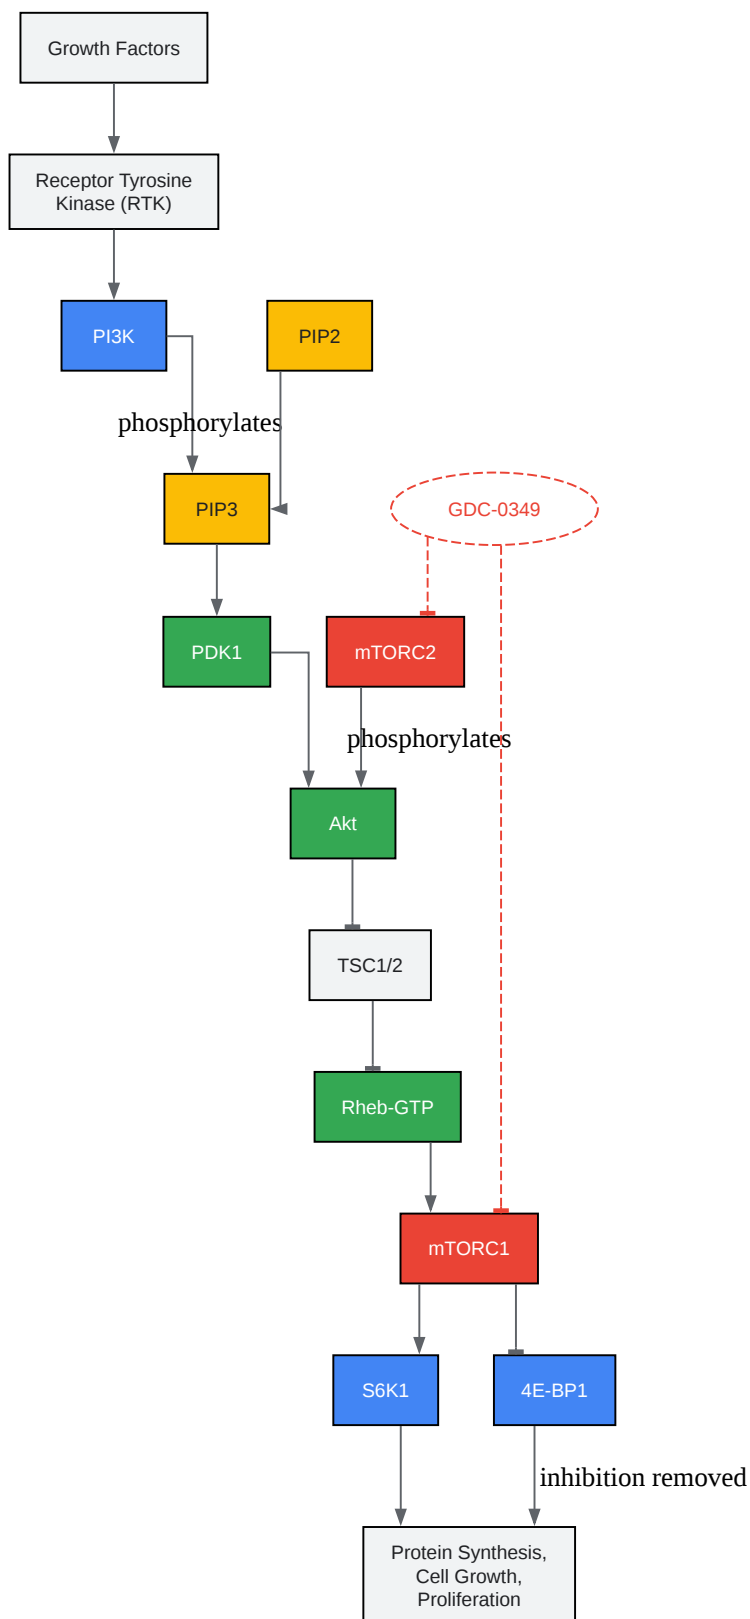 Growth Factors
Receptor Tyrosine
Kinase (RTK)
PI3K
PIP2
phosphorylates
PIP3
GDC-0349
PDK1
mTORC2
phosphorylates
Akt
TSC1/2
Rheb-GTP
mTORC1
S6K1
4E-BP1
inhibition removed
Protein Synthesis,
Cell Growth,
Proliferation